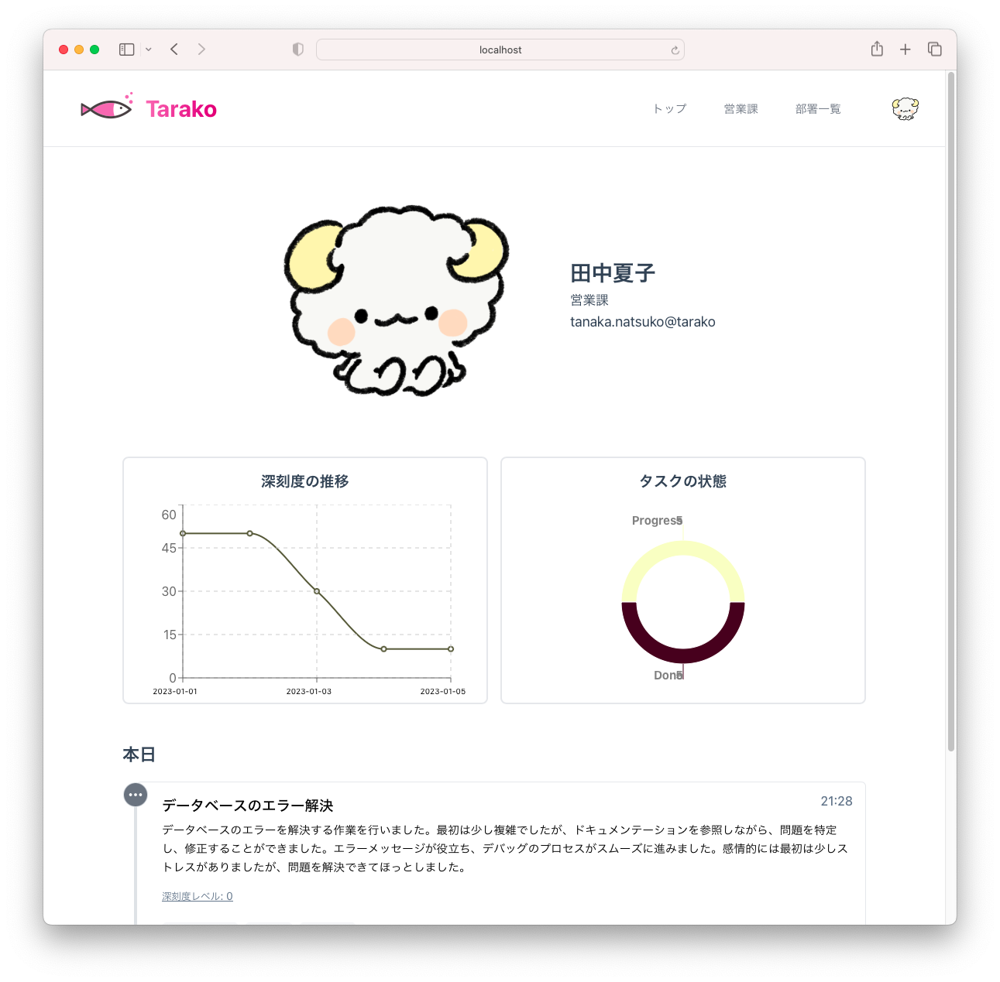 localhost
Tarako
トップ
営業課
部署一覧
田中夏子
営業課
tanaka.natsuko@tarako
深刻度の推移
60
45
30
15
0
2023-01-01
2023-01-03
2023-01-05
タスクの状態
Progress
5
Done
5
本日
データベースのエラー解決
21:28
データベースのエラーを解決する作業を行いました。最初は少し複雑でしたが、ドキュメンテーションを参照しながら、問題を特定
し、修正することができました。エラーメッセージが役立ち、デバッグのプロセスがスムーズに進みました。感情的には最初は少しス
トレスがありましたが、問題を解決できてほっとしました。
深刻度レベル: 0